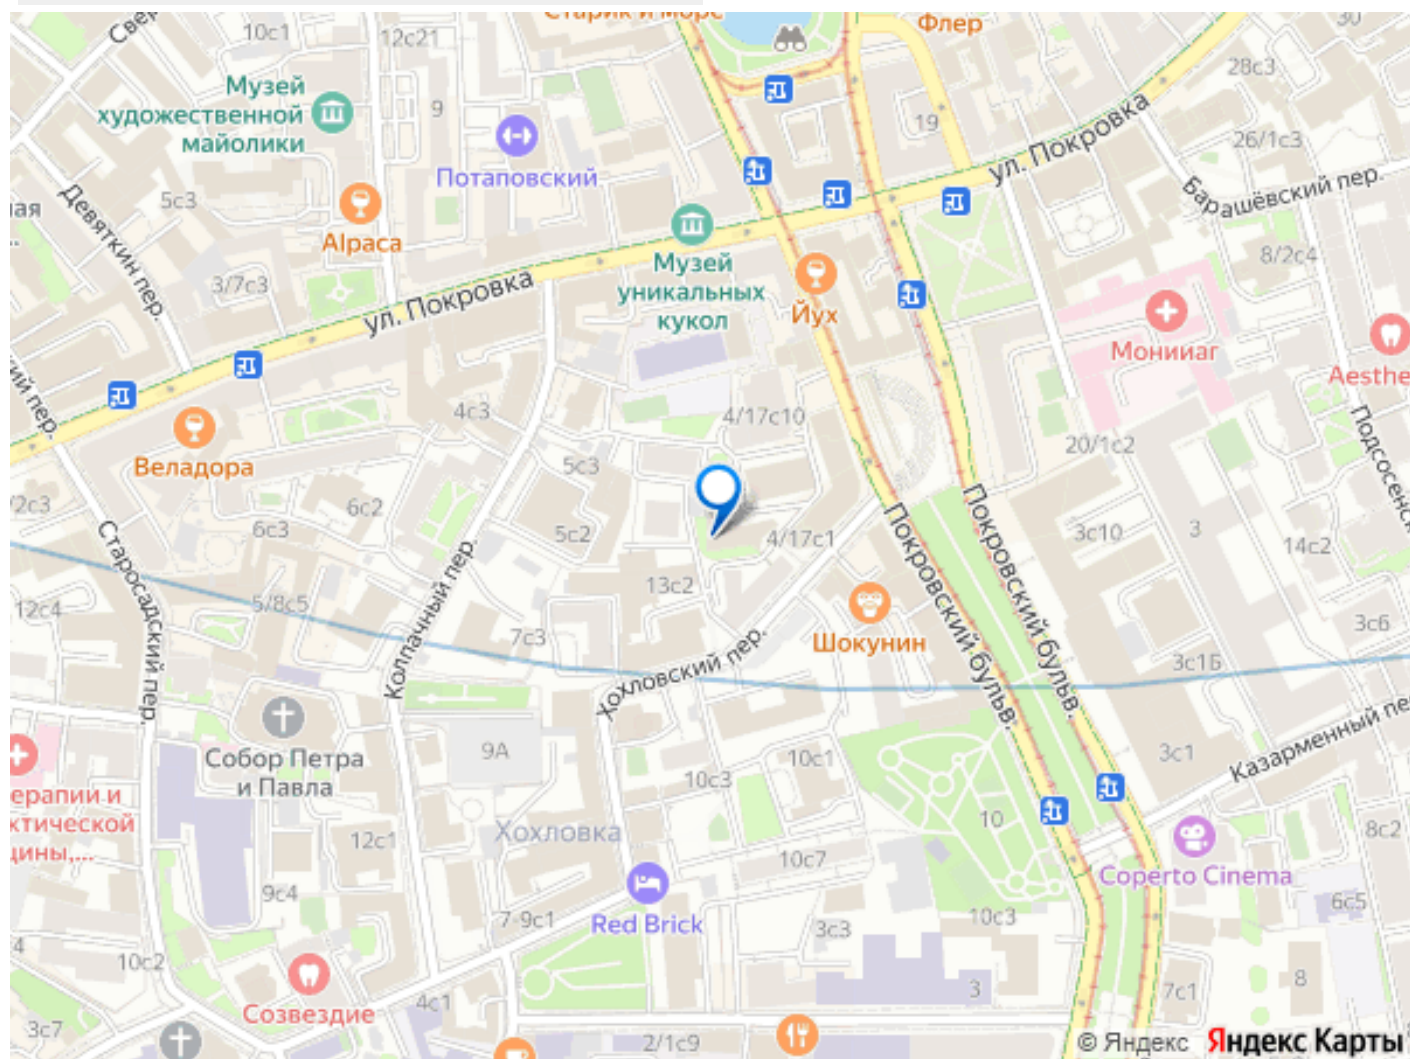 Старик и море
Флер
30
10с1
12с21
28с3
Музей
художественной
майолики
9
19
26/1с3
ул. Покровка
Потаповский
Барашёвский пер.
5с3
Девяткин пер.
Alpaca
8/2с4
3/7с3
Музей
уникальных
кукол
Йух
ул. Покровка
Мониаг
Aesthe
4с3
4/17с10
20/1с2
Веладора
5с3
6с2
6с3
5с2
4/17с1
3с10
3
14с2
Старосадский пер.
Колпачный пер.
Покровский бульв.
Покровский бульв.
13с2
12с4
5/8с5
7с3
Шокунин
3с6
3с1Б
Хохловский пер.
Собор Петра
и Павла
9А
10с3
10с1
3с1
Казарменный пе
ерапии и
ктической
цины,...
12с1
Хохловка
10
8с2
10с7
Coperto Cinema
9с4
Red Brick
7-9с1
3с3
10с3
6с5
10с2
Созвездие
4с1
3
7с1
8
3с7
2/1с9
© Яндекс Яндекс Карты